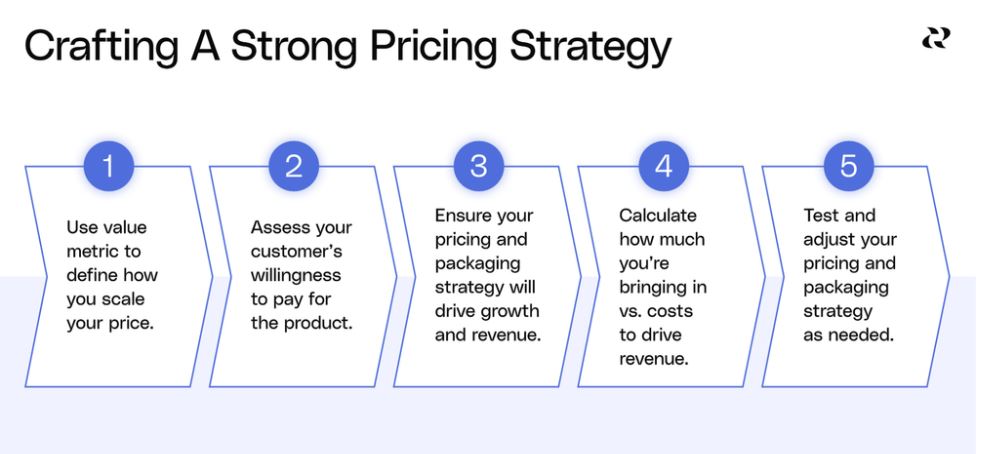 Crafting A Strong Pricing Strategy
1
Use value
metric to
define how
you scale
your price.
2
Assess your
customer’s
willingness
to pay for
the product.
3
Ensure your
pricing and
packaging
strategy will
drive growth
and revenue.
4
Calculate
how much
you’re
bringing in
vs. costs
to drive
revenue.
5
Test and
adjust your
pricing and
packaging
strategy
as needed.